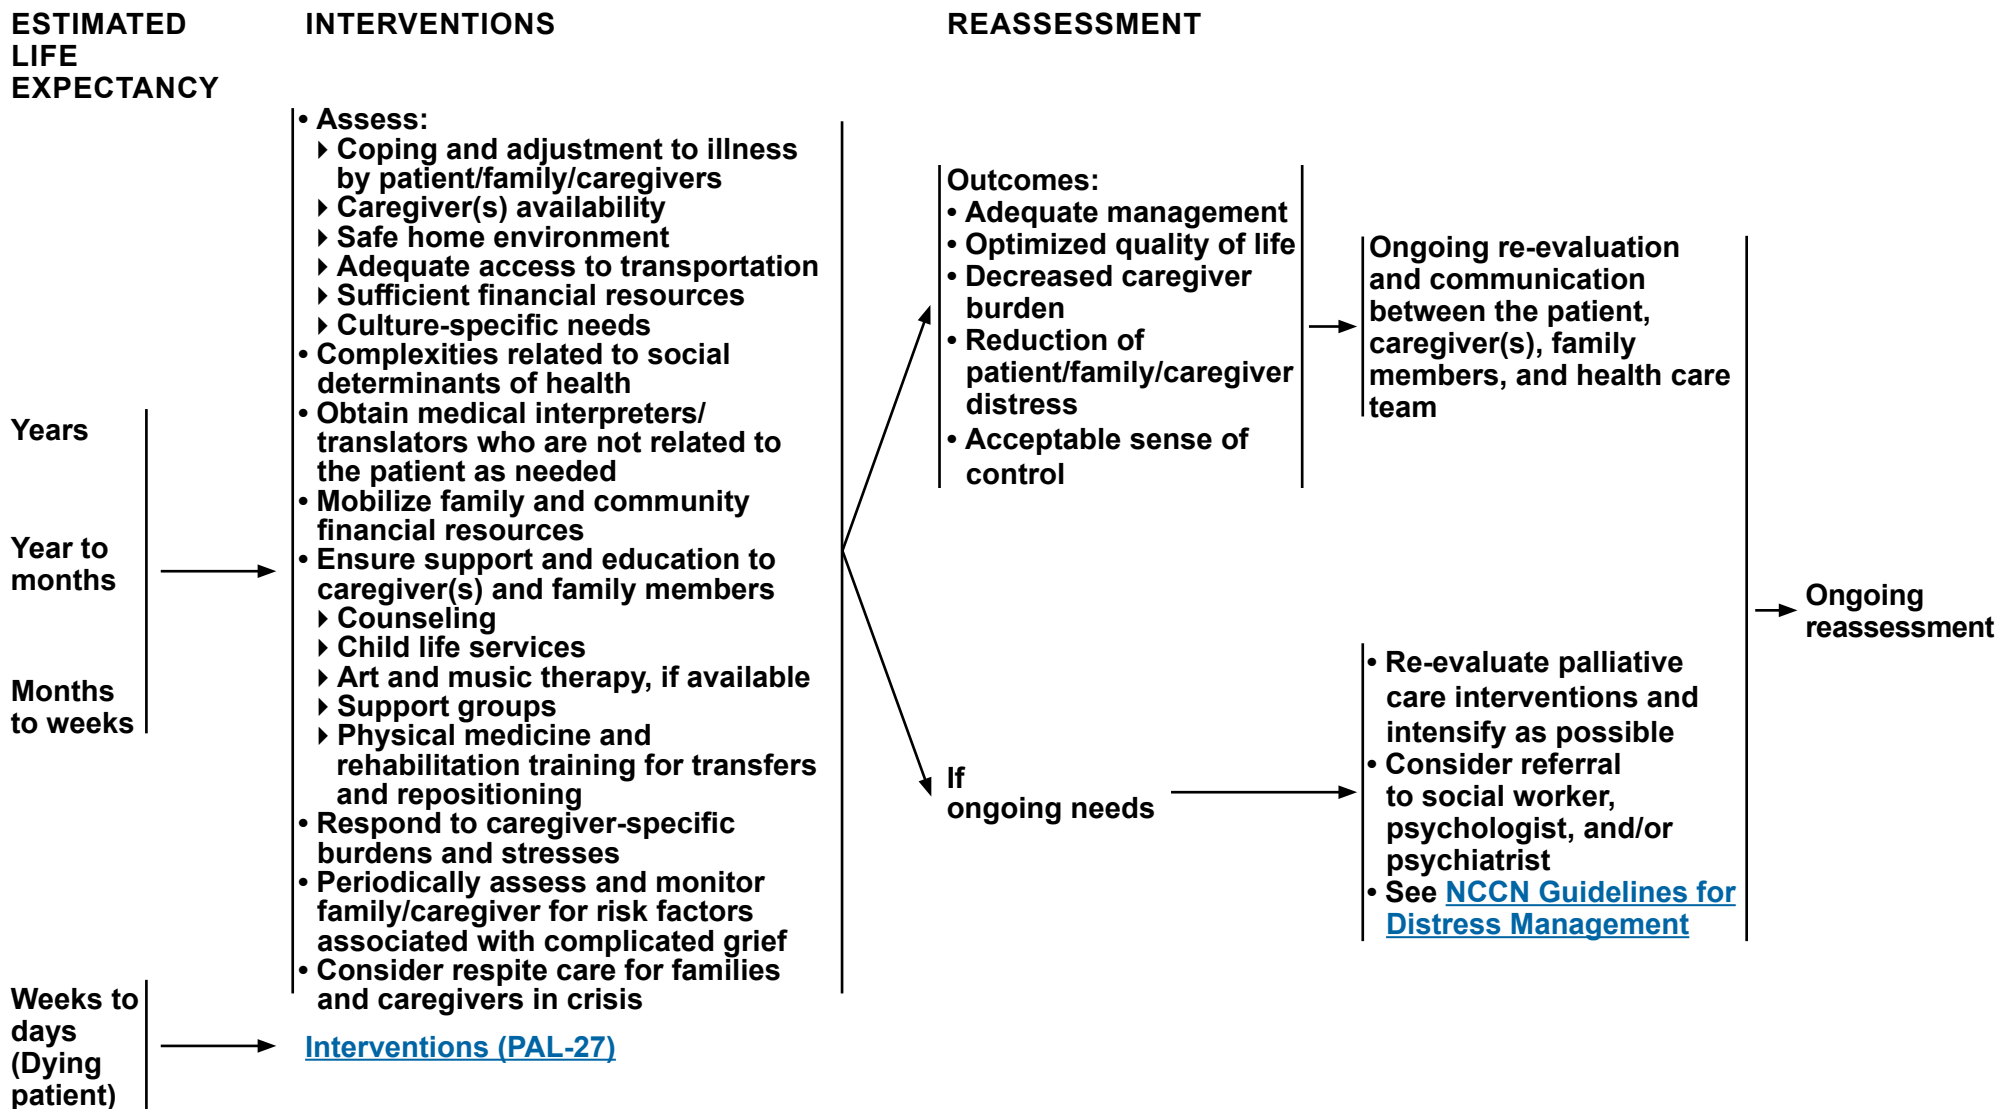 ESTIMATED
LIFE
EXPECTANCY
INTERVENTIONS
REASSESSMENT
Years
Year to
months
Months
to weeks
• Assess:
‣ Coping and adjustment to illness
by patient/family/caregivers
‣ Caregiver(s) availability
‣ Safe home environment
‣ Adequate access to transportation
‣ Sufficient financial resources
‣ Culture-specific needs
• Complexities related to social
determinants of health
• Obtain medical interpreters/
translators who are not related to
the patient as needed
• Mobilize family and community
financial resources
• Ensure support and education to
caregiver(s) and family members
‣ Counseling
‣ Child life services
‣ Art and music therapy, if available
‣ Support groups
‣ Physical medicine and
rehabilitation training for transfers
and repositioning
• Respond to caregiver-specific
burdens and stresses
• Periodically assess and monitor
family/caregiver for risk factors
associated with complicated grief
• Consider respite care for families
and caregivers in crisis
Outcomes:
• Adequate management
• Optimized quality of life
• Decreased caregiver
burden
• Reduction of
patient/family/caregiver
distress
• Acceptable sense of
control
Ongoing re-evaluation
and communication
between the patient,
caregiver(s), family
members, and health care
team
If
ongoing needs
• Re-evaluate palliative
care interventions and
intensify as possible
• Consider referral
to social worker,
psychologist, and/or
psychiatrist
• See NCCN Guidelines for
Distress Management
Ongoing
reassessment
Weeks to
days
(Dying
patient)
Interventions (PAL-27)